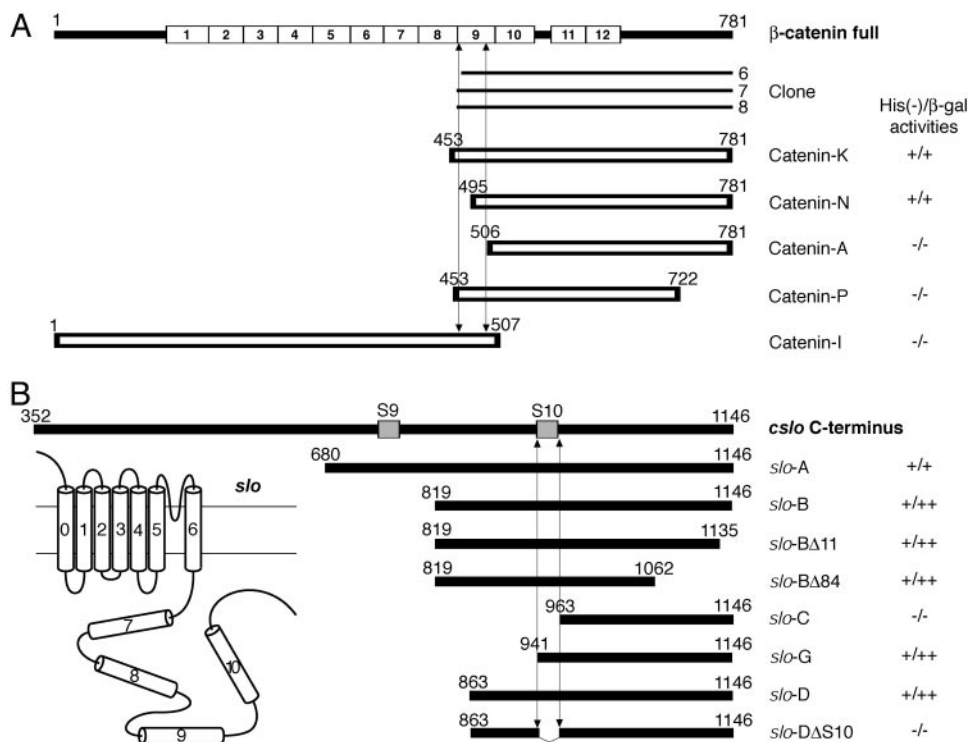 A
1 781
1 2 3 4 5 6 7 8 9 10 11 12 β-catenin full
6
7 Clone
8
His(-)/β-gal
activities
453 781
Catenin-K +/+
495 781
Catenin-N +/+
506 781
Catenin-A -/-
453 722
Catenin-P -/-
1 507
Catenin-I -/-
B
352 S9 S10 1146
cslo C-terminus
680 1146
slo-A +/+
819 1146
slo-B +/++
819 1135
slo-BΔ11 +/++
819 1062
slo-BΔ84 +/++
963 1146
slo-C -/-
941 1146
slo-G +/++
863 1146
slo-D +/++
863 1146
slo-DΔS10 -/-
slo
0 1 2 3 4 5 6
7
8
9
10